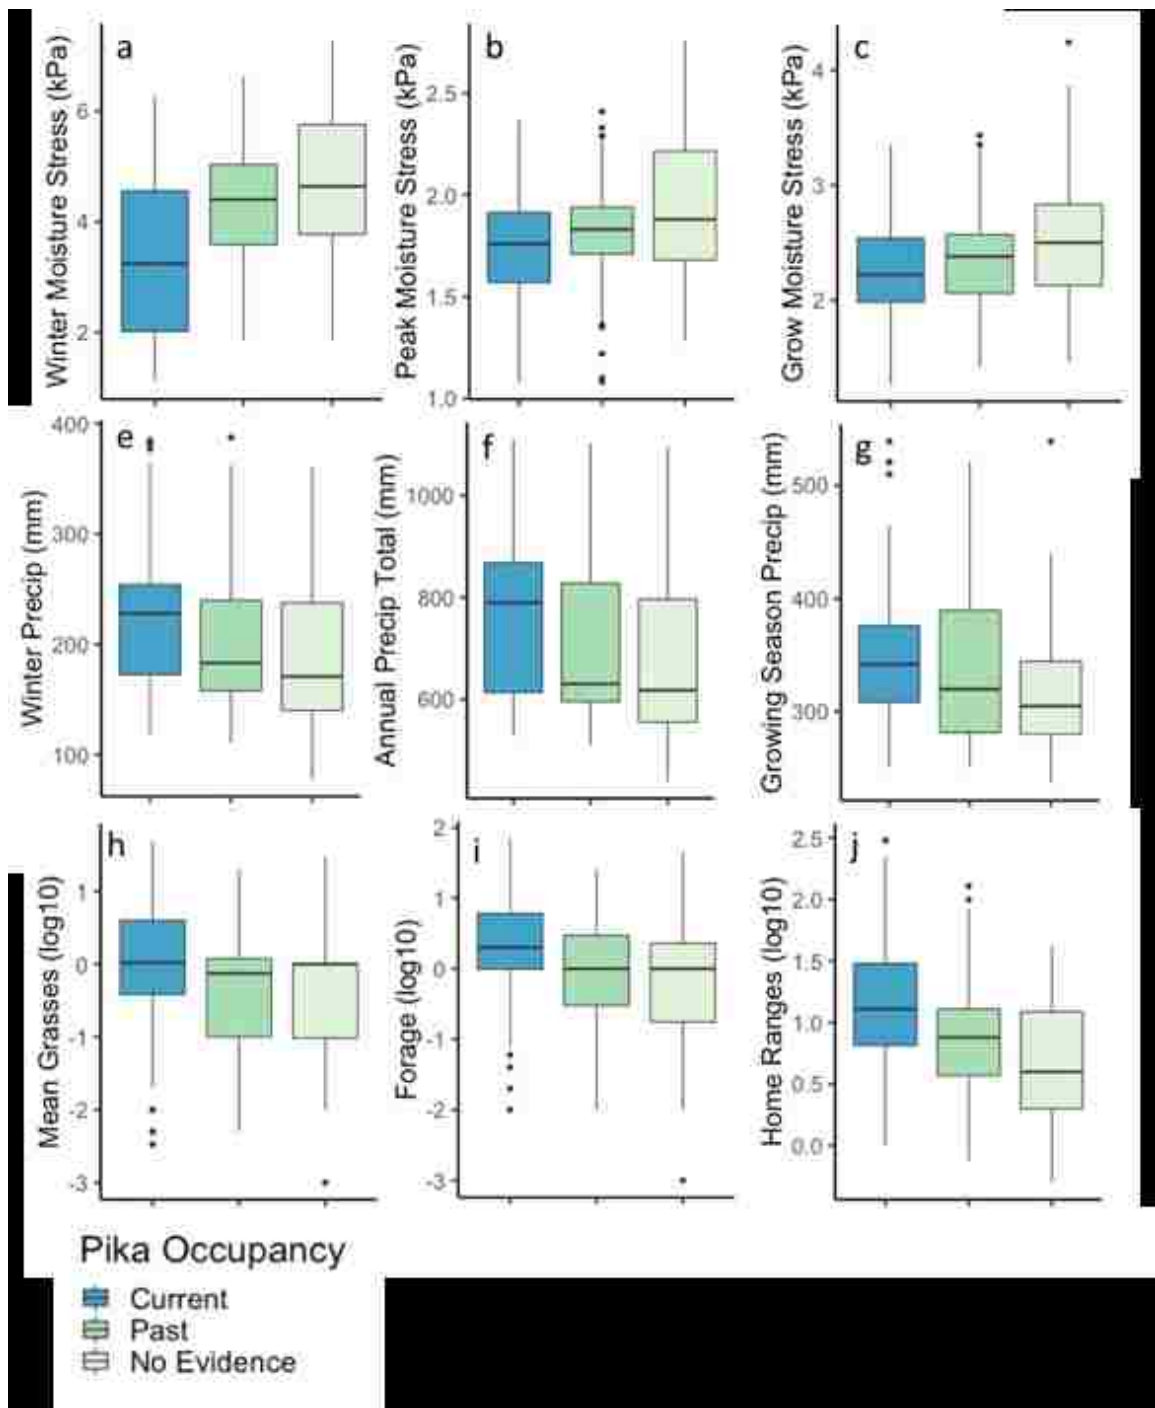 a
b
c
Winter Moisture Stress (kPa)
6
4
2
Peak Moisture Stress (kPa)
2.5
2.0
1.5
1.0
Grow Moisture Stress (kPa)
4
3
2
e
f
g
Winter Precip (mm)
400
300
200
100
Annual Precip Total (mm)
1000
800
600
Growing Season Precip (mm)
500
400
300
h
i
j
Mean Grasses (log10)
1
0
-1
-2
-3
Forage (log10)
2
1
0
-1
-2
-3
Home Ranges (log10)
2.5
2.0
1.5
1.0
0.5
0.0
Pika Occupancy
Current
Past
No Evidence